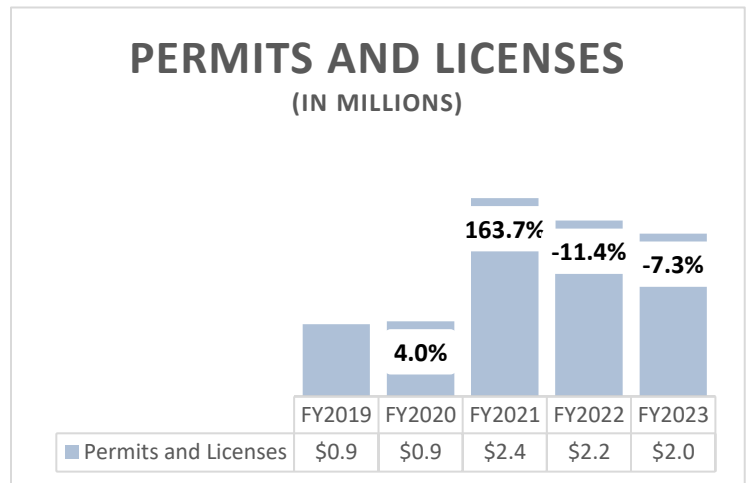 PERMITS AND LICENSES
(IN MILLIONS)
163.7%
-11.4%
-7.3%
4.0%
FY2019 FY2020 FY2021 FY2022 FY2023
Permits and Licenses $0.9 $0.9 $2.4 $2.2 $2.0